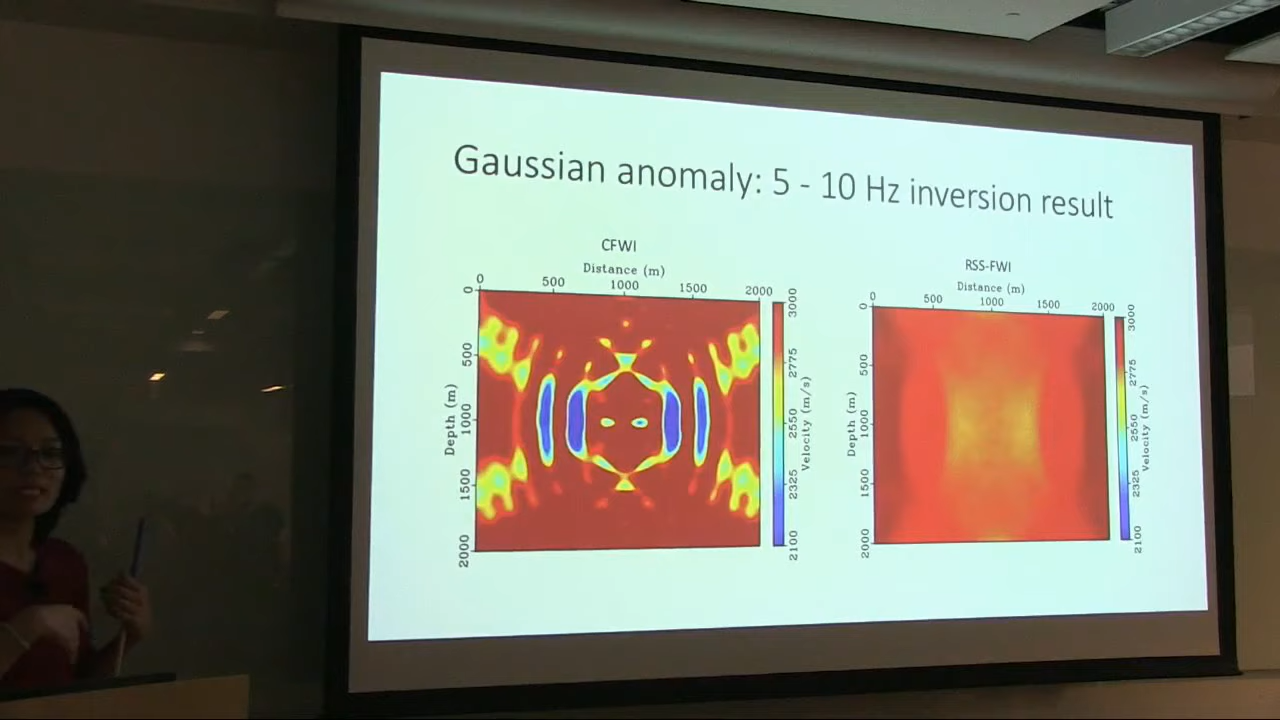 Gaussian anomaly: 5 - 10 Hz inversion result
CFWI
Distance (m)
0 500 1000 1500 2000
0
500
1000
1500
2000
Depth (m)
3000
2775
2550
2325
2100
Velocity (m/s)
RSS-FWI
Distance (m)
0 500 1000 1500 2000
0
500
1000
1500
2000
Depth (m)
3000
2775
2550
2325
2100
Velocity (m/s)